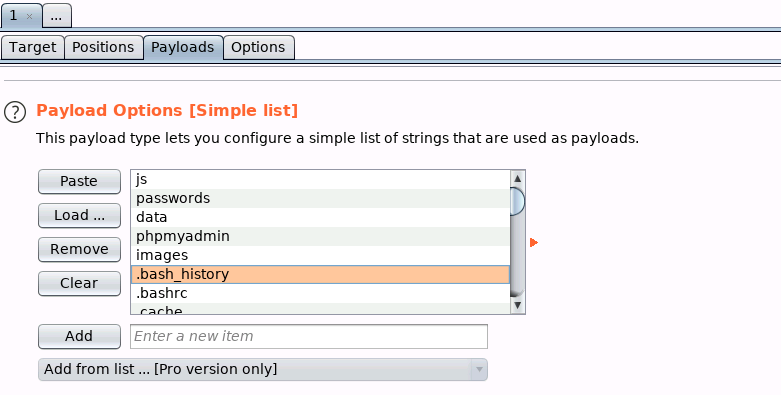 1 × ...
Target Positions Payloads Options
? Payload Options [Simple list]
This payload type lets you configure a simple list of strings that are used as payloads.
Paste
Load ...
Remove
Clear
js
passwords
data
phpmyadmin
images
.bash_history
.bashrc
.cache
Add Enter a new item
Add from list ... [Pro version only]